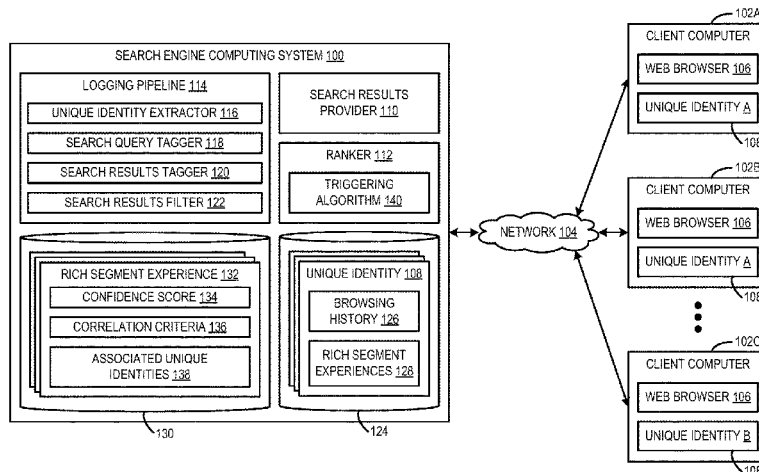 SEARCH ENGINE COMPUTING SYSTEM 100
LOGGING PIPELINE 114
UNIQUE IDENTITY EXTRACTOR 116
SEARCH QUERY TAGGER 118
SEARCH RESULTS TAGGER 120
SEARCH RESULTS FILTER 122
SEARCH RESULTS
PROVIDER 110
RANKER 112
TRIGGERING
ALGORITHM 140
RICH SEGMENT EXPERIENCE 132
CONFIDENCE SCORE 134
CORRELATION CRITERIA 136
ASSOCIATED UNIQUE
IDENTITIES 138
130
UNIQUE IDENTITY 108
BROWSING
HISTORY 126
RICH SEGMENT
EXPERIENCES 128
124
NETWORK 104
102A
CLIENT COMPUTER
WEB BROWSER 106
UNIQUE IDENTITY A
108
102B
CLIENT COMPUTER
WEB BROWSER 106
UNIQUE IDENTITY A
108
102C
CLIENT COMPUTER
WEB BROWSER 106
UNIQUE IDENTITY B
108